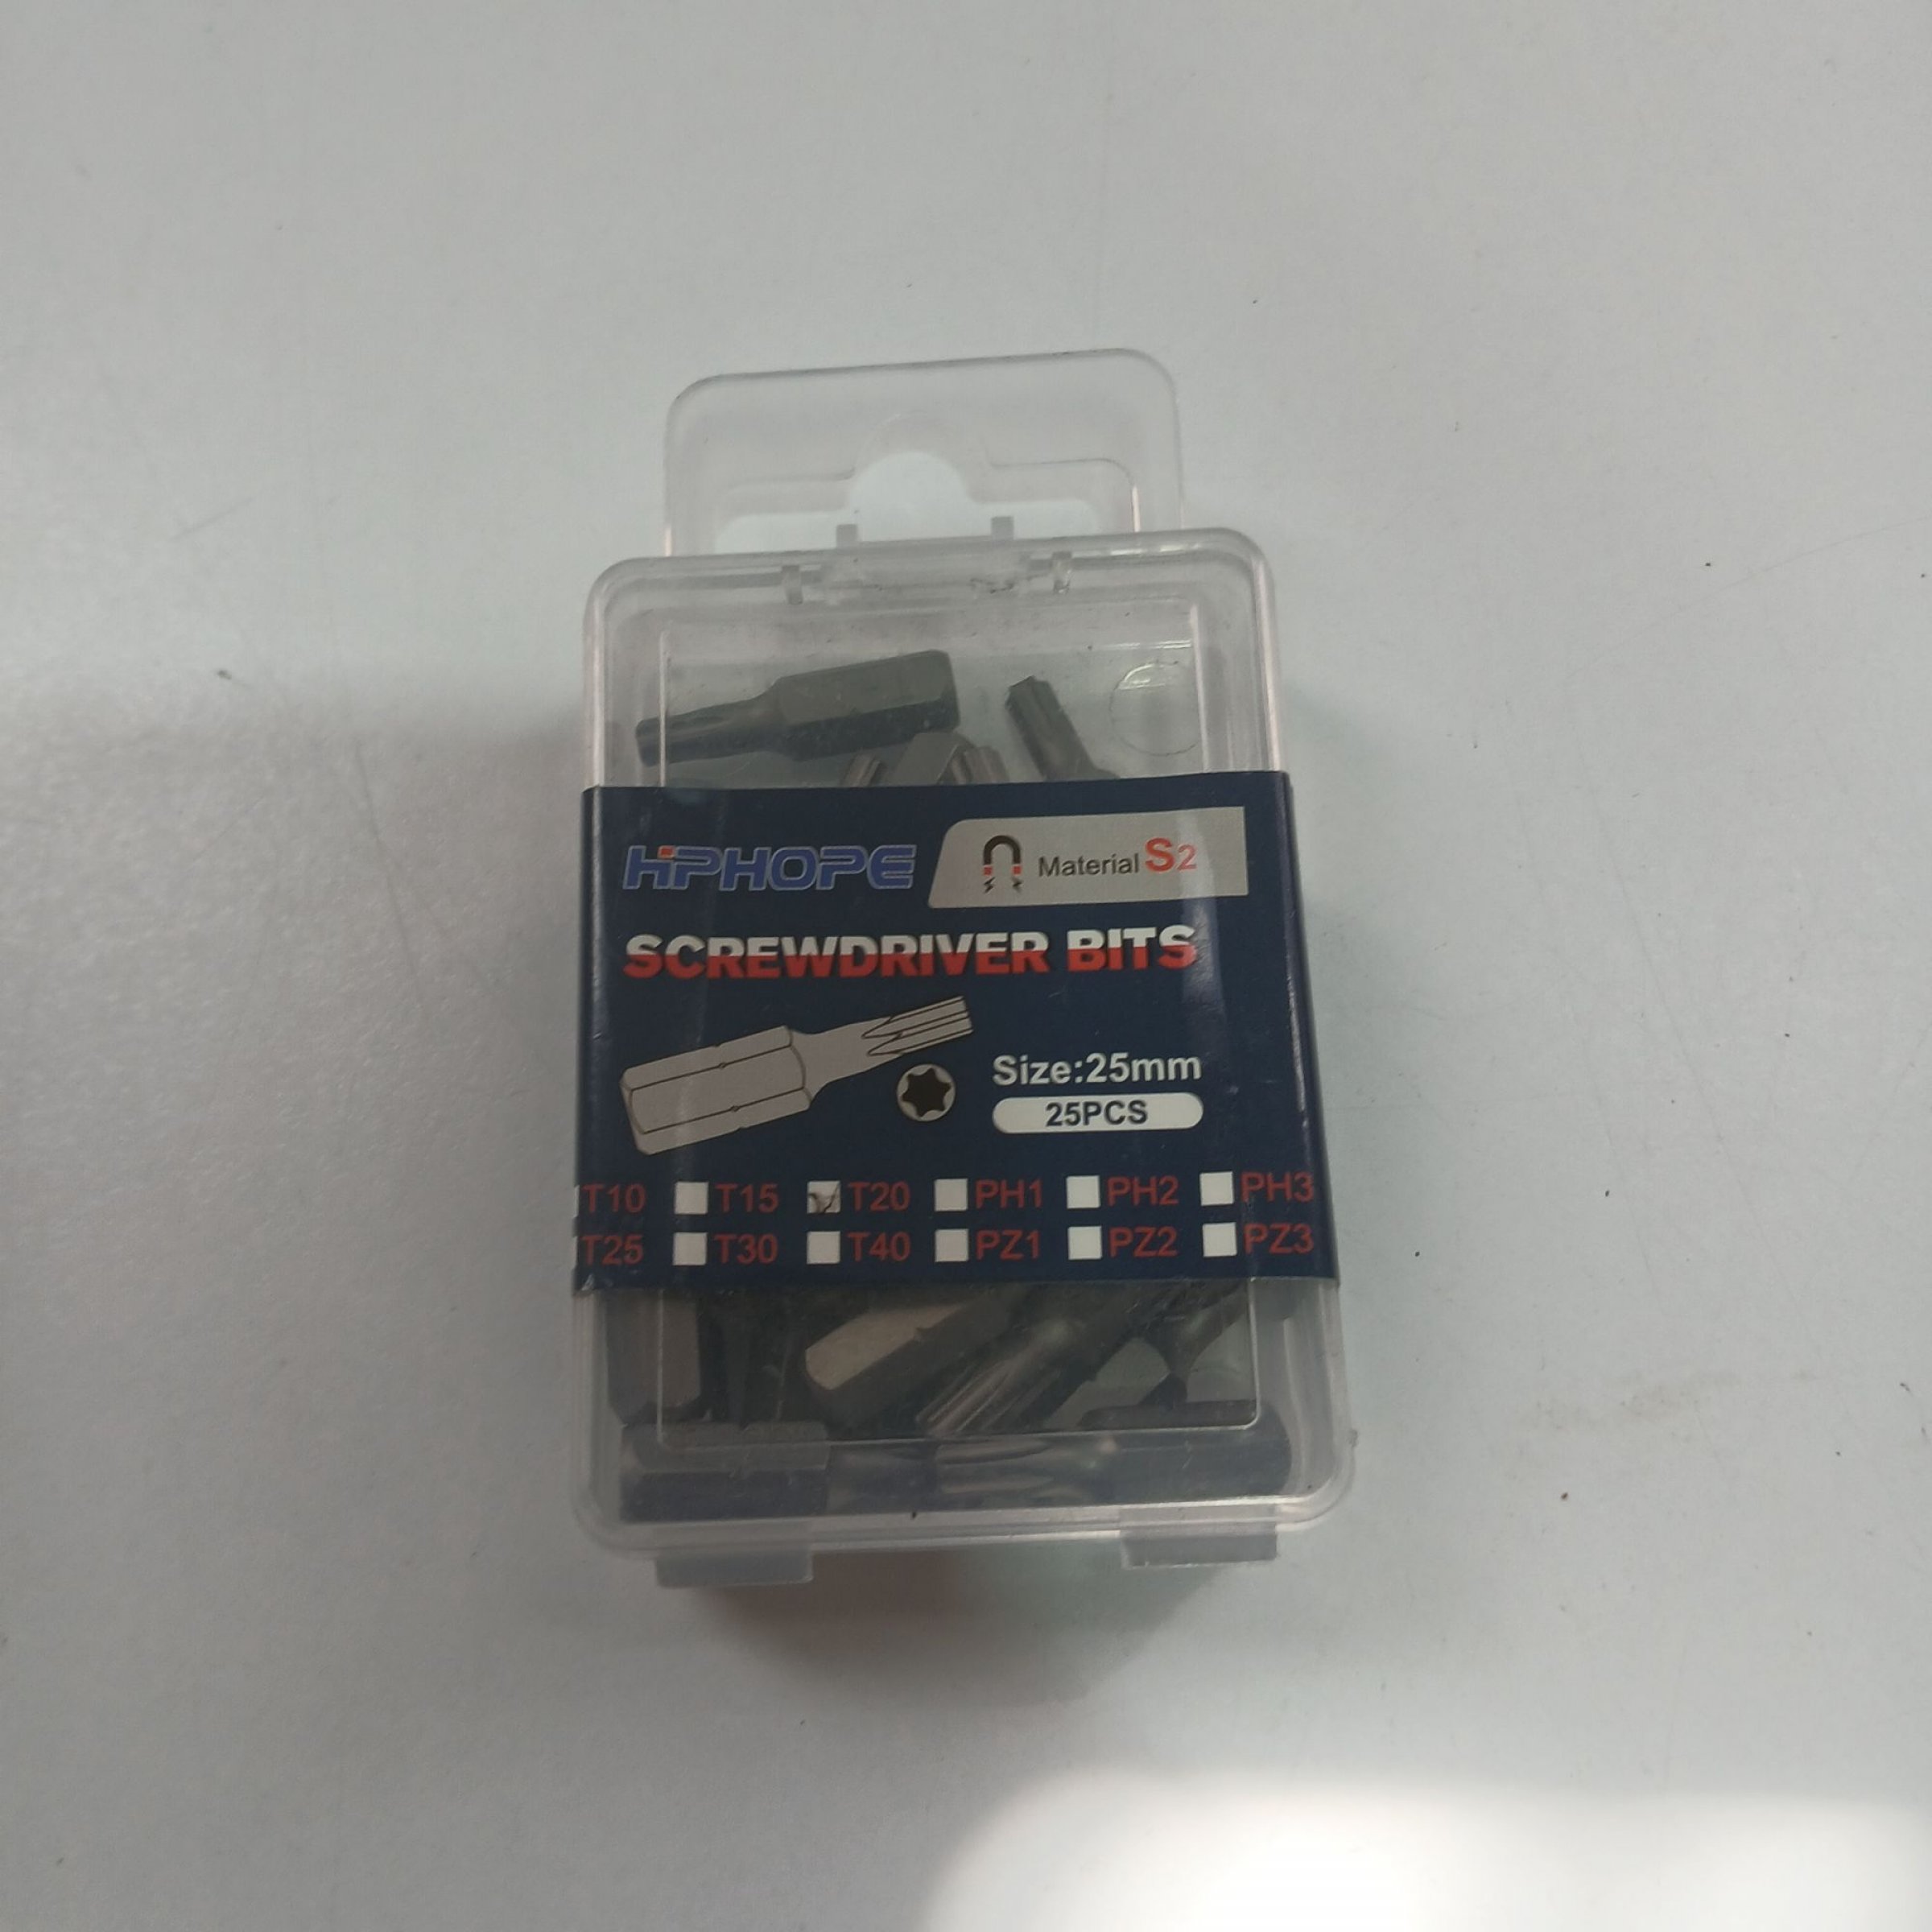 HiPHOPE
Material S2
SCREWDRIVER BITS
Size:25mm
25PCS
T10 T15 T20 PH1 PH2 PH3
T25 T30 T40 PZ1 PZ2 PZ3